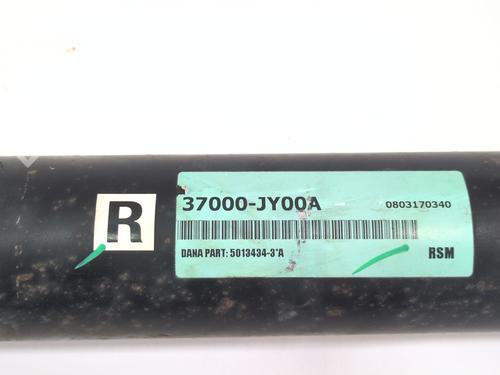 R
37000-JY00A
0803170340
DANA PART: 5013434-3*A
RSM